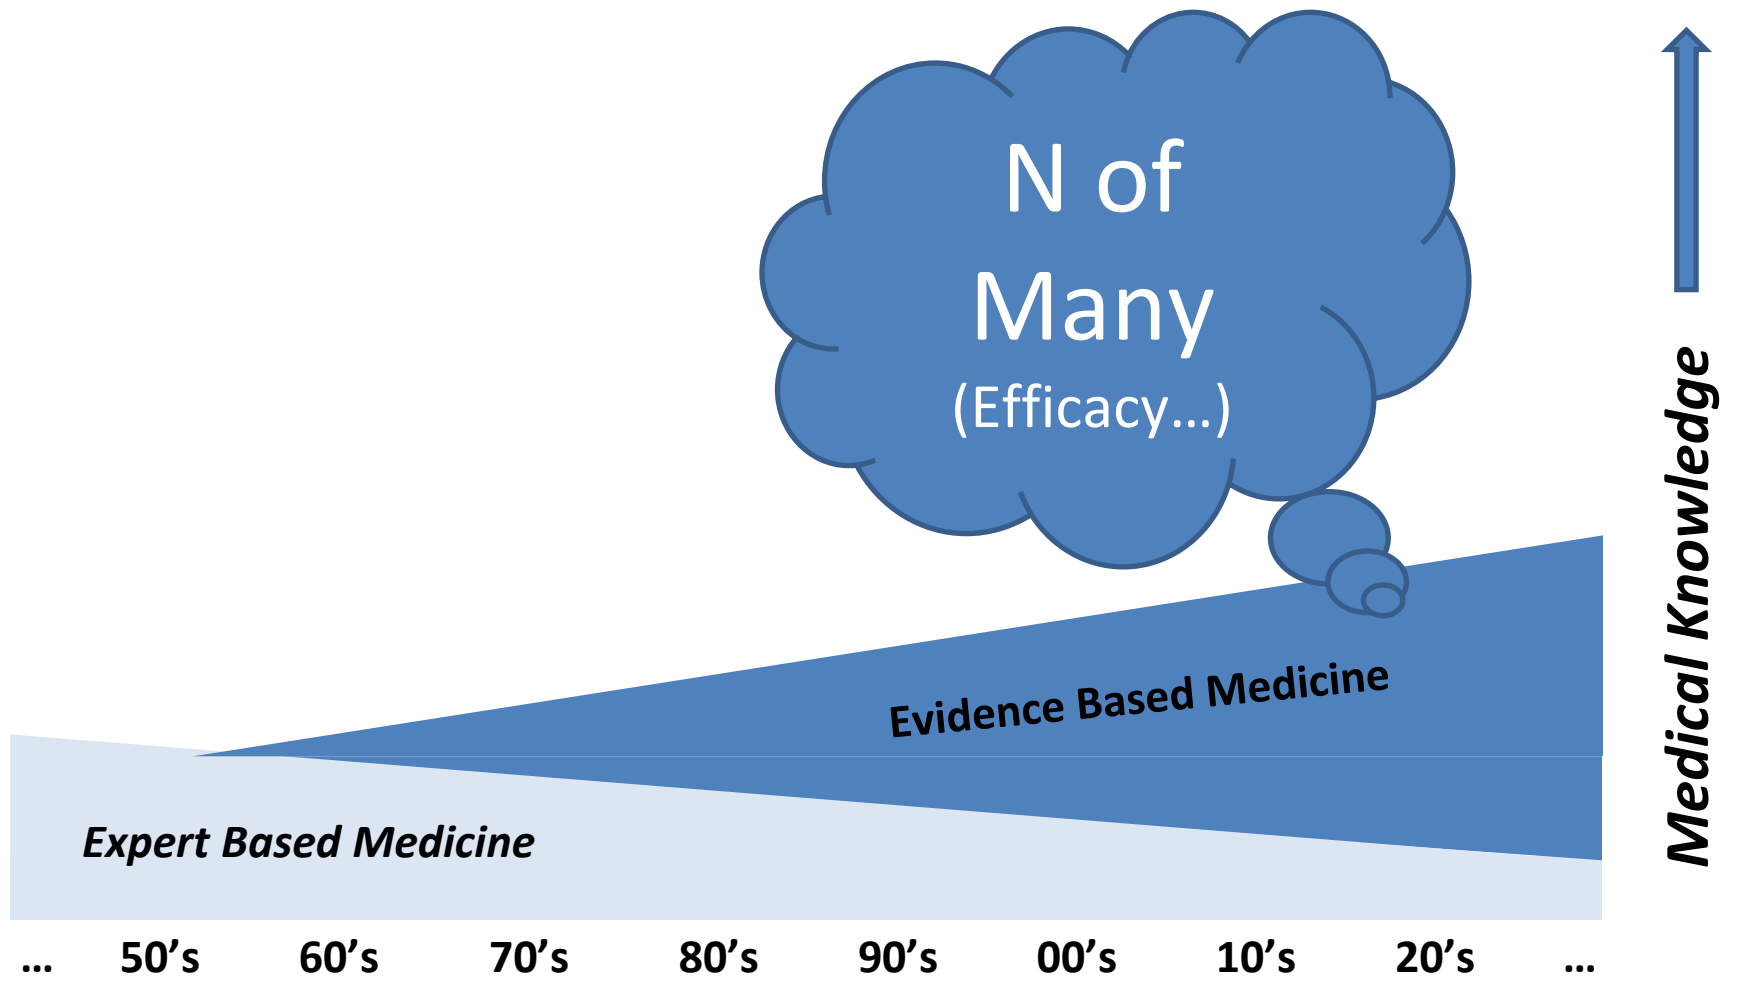 N of
Many
(Efficacy…)
Medical Knowledge
Evidence Based Medicine
Expert Based Medicine
… 50’s 60’s 70’s 80’s 90’s 00’s 10’s 20’s …